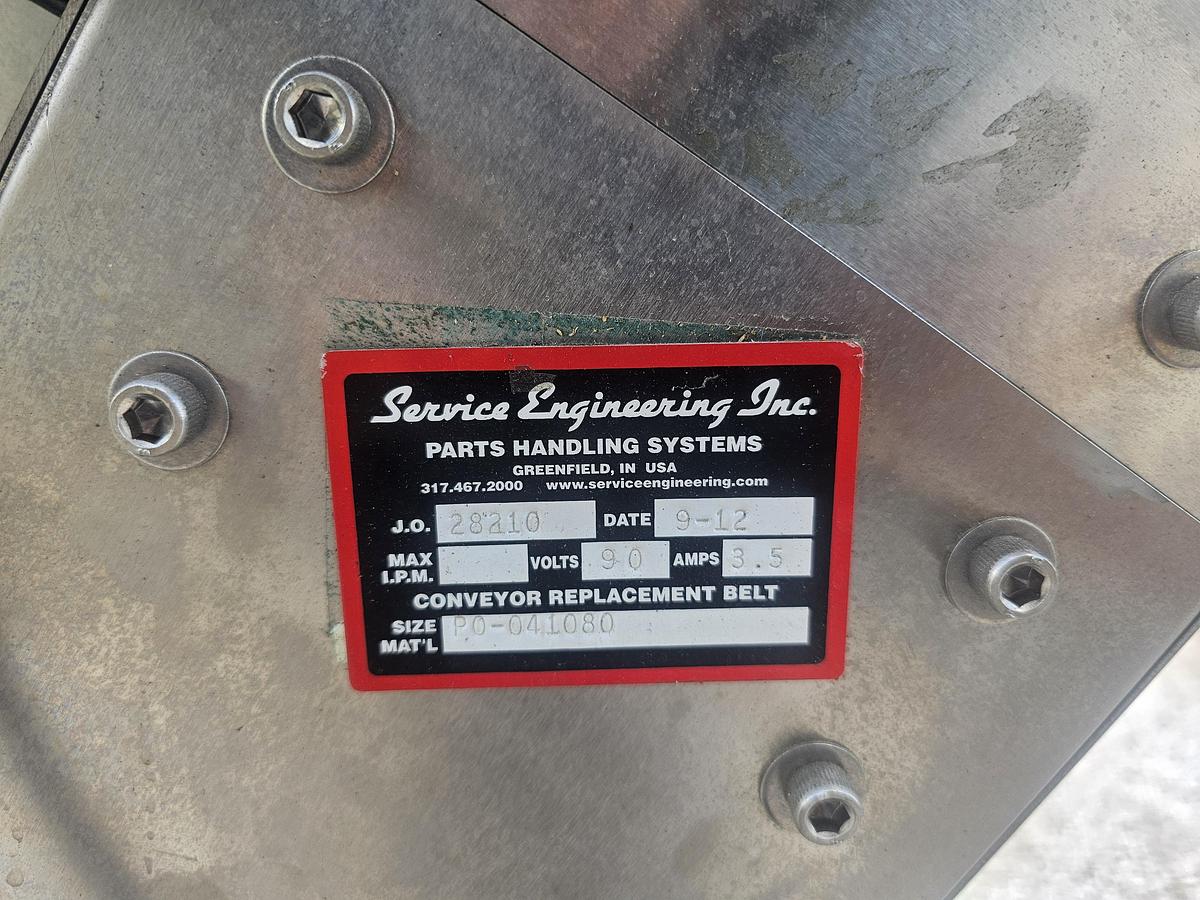 Service Engineering Inc.
PARTS HANDLING SYSTEMS
GREENFIELD, IN USA
317.467.2000 www.serviceengineering.com
J.O. 28210 DATE 9-12
MAX I.P.M. VOLTS 90 AMPS 3.5
CONVEYOR REPLACEMENT BELT
SIZE PO-041080
MAT'L